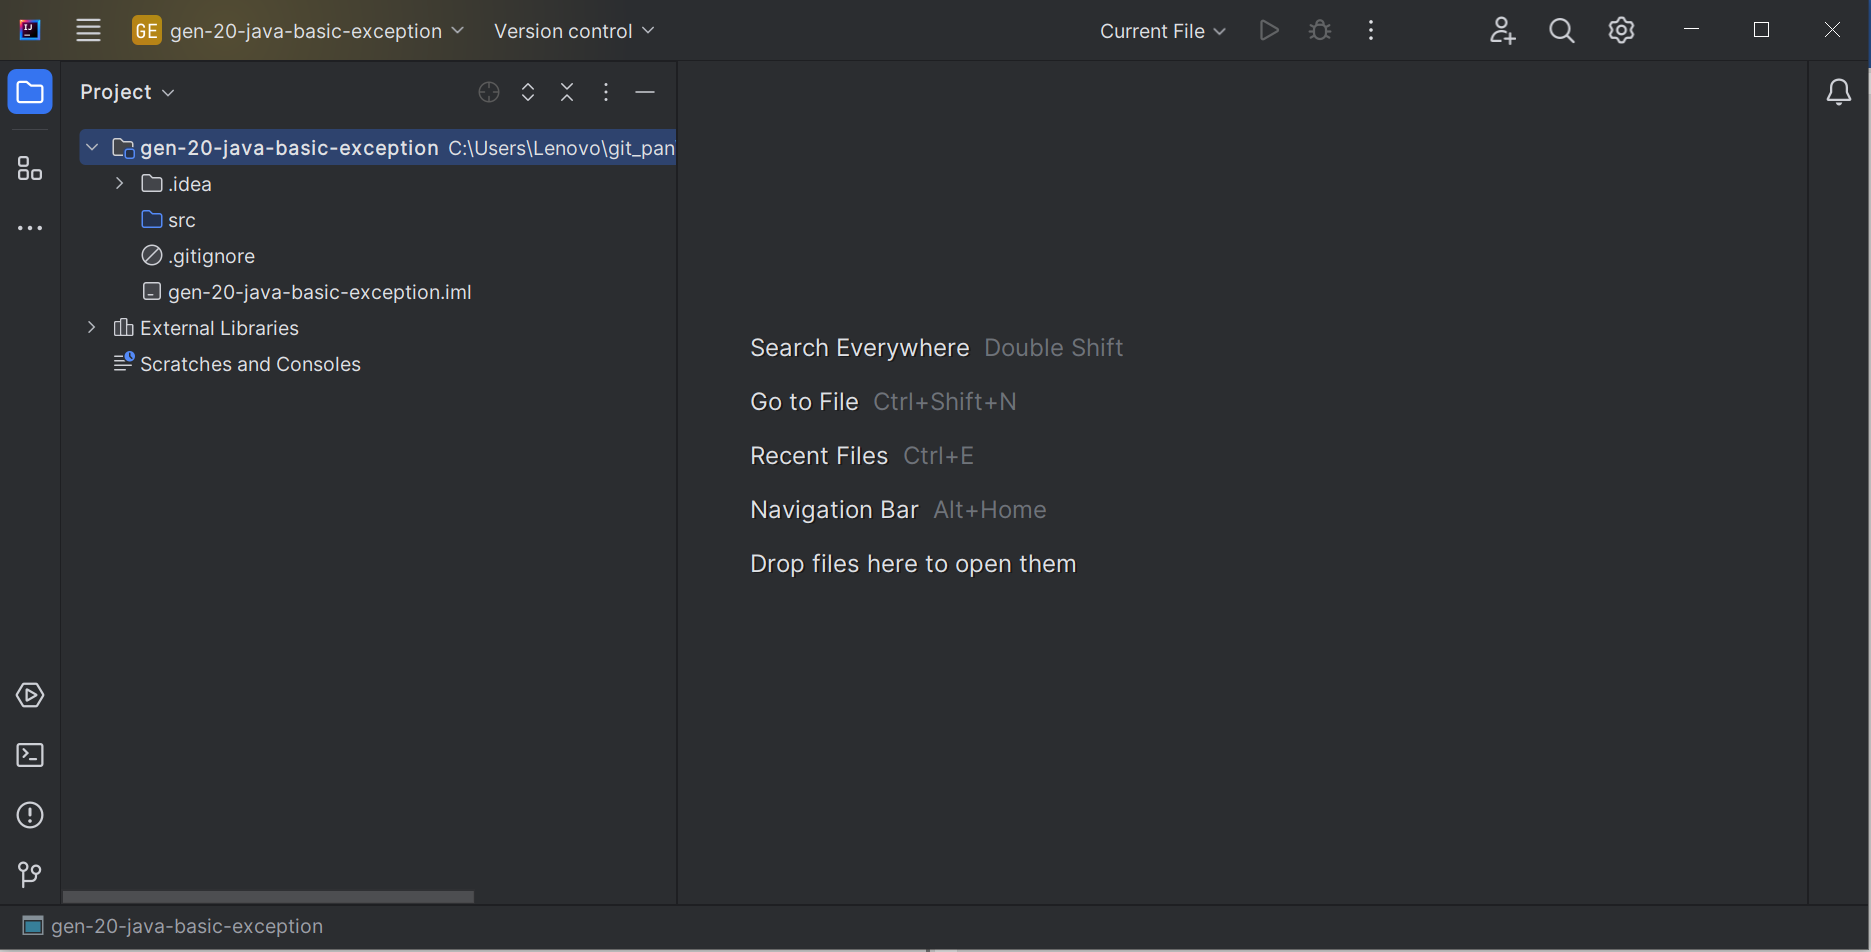 GE gen-20-java-basic-exception Version control Current File
Project
gen-20-java-basic-exception C:\Users\Lenovo\git_pan
.idea
src
.gitignore
gen-20-java-basic-exception.iml
External Libraries
Scratches and Consoles
Search Everywhere Double Shift
Go to File Ctrl+Shift+N
Recent Files Ctrl+E
Navigation Bar Alt+Home
Drop files here to open them
gen-20-java-basic-exception